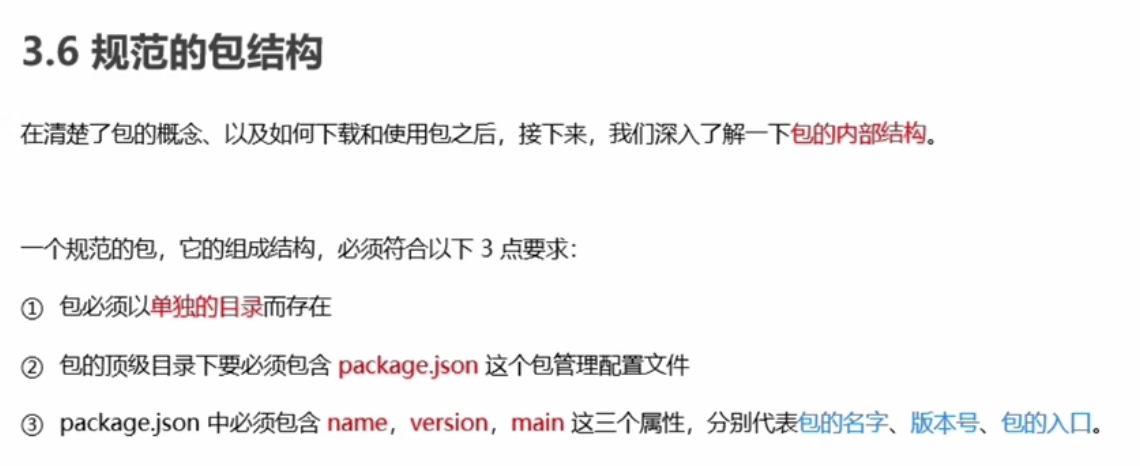 3.6 规范的包结构
在清楚了包的概念、以及如何下载和使用包之后，接下来，我们深入了解一下包的内部结构。
一个规范的包，它的组成结构，必须符合以下 3 点要求：
① 包必须以单独的目录而存在
② 包的顶级目录下要必须包含 package.json 这个包管理配置文件
③ package.json 中必须包含 name，version，main 这三个属性，分别代表包的名字、版本号、包的入口。